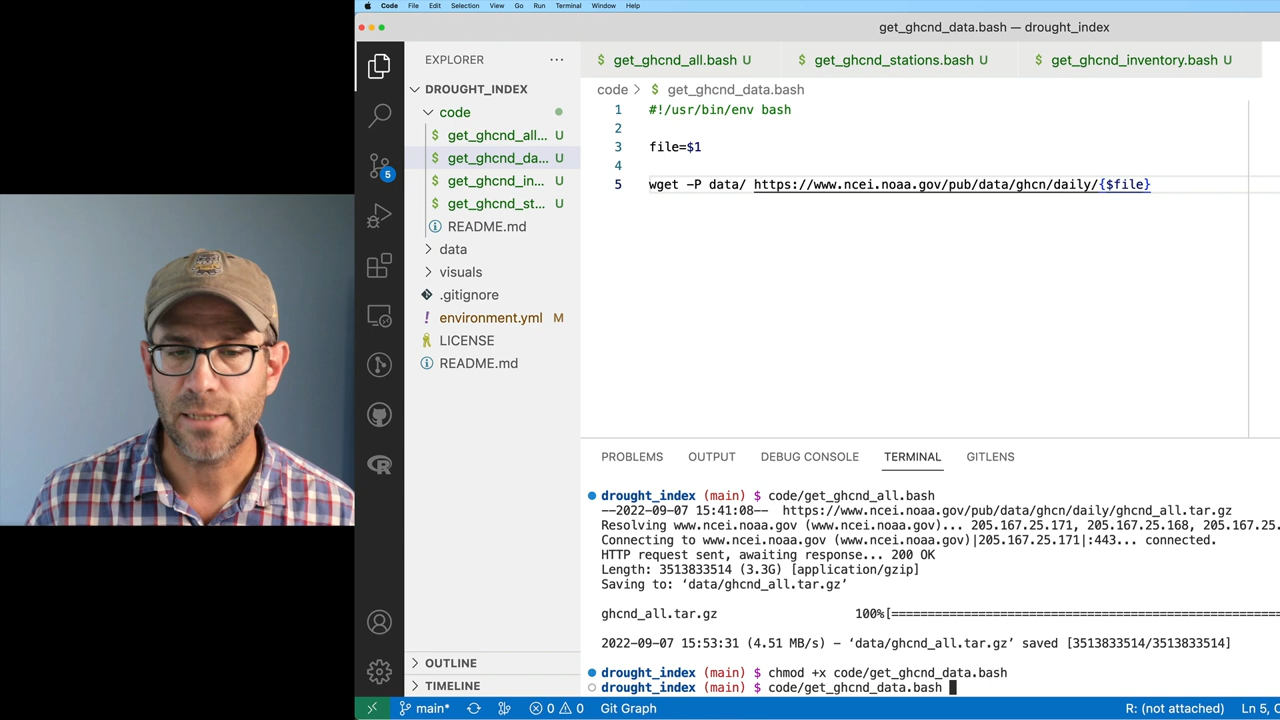 Code File Edit Selection View Go Run Terminal Window Help
get_ghcnd_data.bash — drought_index
EXPLORER
DROUGHT_INDEX
code
get_ghcnd_all... U
get_ghcnd_da... U
get_ghcnd_in... U
get_ghcnd_st... U
README.md
data
visuals
.gitignore
environment.yml M
LICENSE
README.md
OUTLINE
TIMELINE
5
$ get_ghcnd_all.bash U $ get_ghcnd_stations.bash U $ get_ghcnd_inventory.bash U
code > $ get_ghcnd_data.bash
1 #!/usr/bin/env bash
2
3 file=$1
4
5 wget -P data/ https://www.ncei.noaa.gov/pub/data/ghcn/daily/{$file}
PROBLEMS OUTPUT DEBUG CONSOLE TERMINAL GITLENS
drought_index (main) $ code/get_ghcnd_all.bash
--2022-09-07 15:41:08-- https://www.ncei.noaa.gov/pub/data/ghcn/daily/ghcnd_all.tar.gz
Resolving www.ncei.noaa.gov (www.ncei.noaa.gov)... 205.167.25.171, 205.167.25.168, 205.167.25.
Connecting to www.ncei.noaa.gov (www.ncei.noaa.gov)|205.167.25.171|:443... connected.
HTTP request sent, awaiting response... 200 OK
Length: 3513833514 (3.3G) [application/gzip]
Saving to: ‘data/ghcnd_all.tar.gz’
ghcnd_all.tar.gz 100%[======================================================
2022-09-07 15:53:31 (4.51 MB/s) – ‘data/ghcnd_all.tar.gz’ saved [3513833514/3513833514]
drought_index (main) $ chmod +x code/get_ghcnd_data.bash
drought_index (main) $ code/get_ghcnd_data.bash
main* 0 0 Git Graph R: (not attached) Ln 5, C